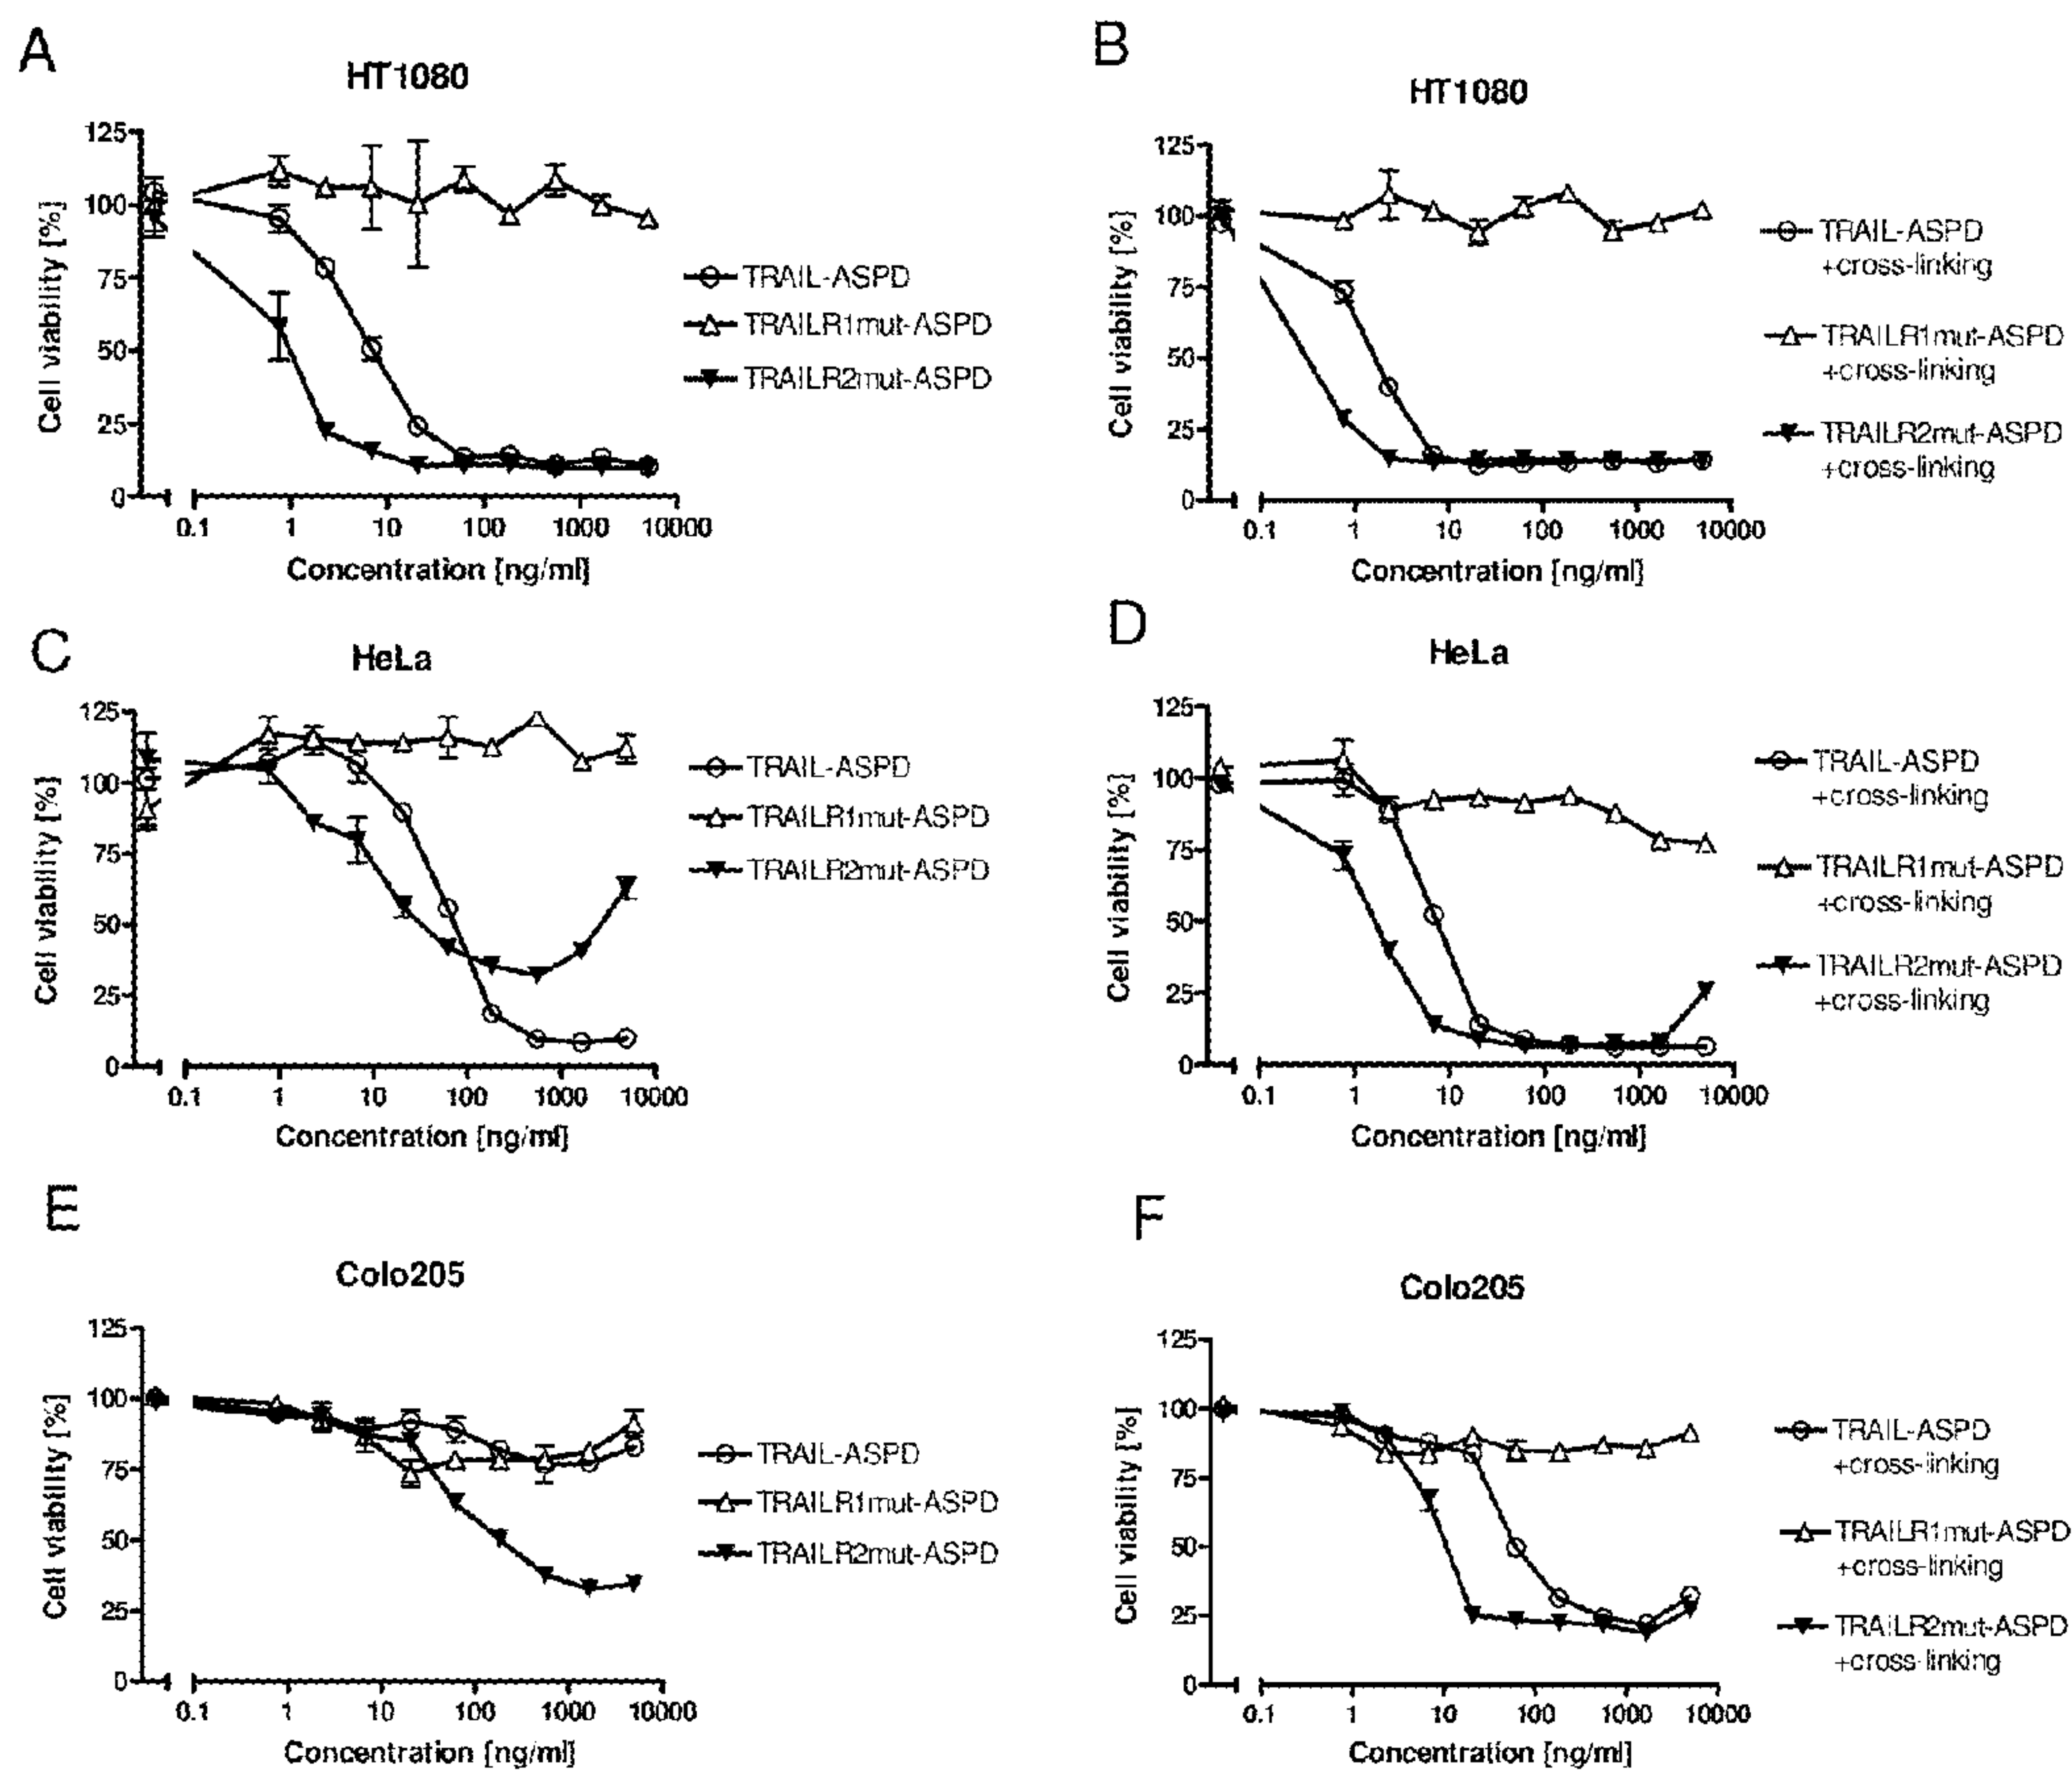 A
HT1080
125
100
75
50
25
0
Cell viability [%]
0.1 1 10 100 1000 10000
Concentration [ng/ml]
TRAIL-ASPD
TRAILR1mut-ASPD
TRAILR2mut-ASPD
B
HT1080
125
100
75
50
25
0
Cell viability [%]
0.1 1 10 100 1000 10000
Concentration [ng/ml]
TRAIL-ASPD
+cross-linking
TRAILR1mut-ASPD
+cross-linking
TRAILR2mut-ASPD
+cross-linking
C
HeLa
125
100
75
50
25
0
Cell viability [%]
0.1 1 10 100 1000 10000
Concentration [ng/ml]
TRAIL-ASPD
TRAILR1mut-ASPD
TRAILR2mut-ASPD
D
HeLa
125
100
75
50
25
0
Cell viability [%]
0.1 1 10 100 1000 10000
Concentration [ng/ml]
TRAIL-ASPD
+cross-linking
TRAILR1mut-ASPD
+cross-linking
TRAILR2mut-ASPD
+cross-linking
E
Colo205
125
100
75
50
25
0
Cell viability [%]
0.1 1 10 100 1000 10000
Concentration [ng/ml]
TRAIL-ASPD
TRAILR1mut-ASPD
TRAILR2mut-ASPD
F
Colo205
125
100
75
50
25
0
Cell viability [%]
0.1 1 10 100 1000 10000
Concentration [ng/ml]
TRAIL-ASPD
+cross-linking
TRAILR1mut-ASPD
+cross-linking
TRAILR2mut-ASPD
+cross-linking